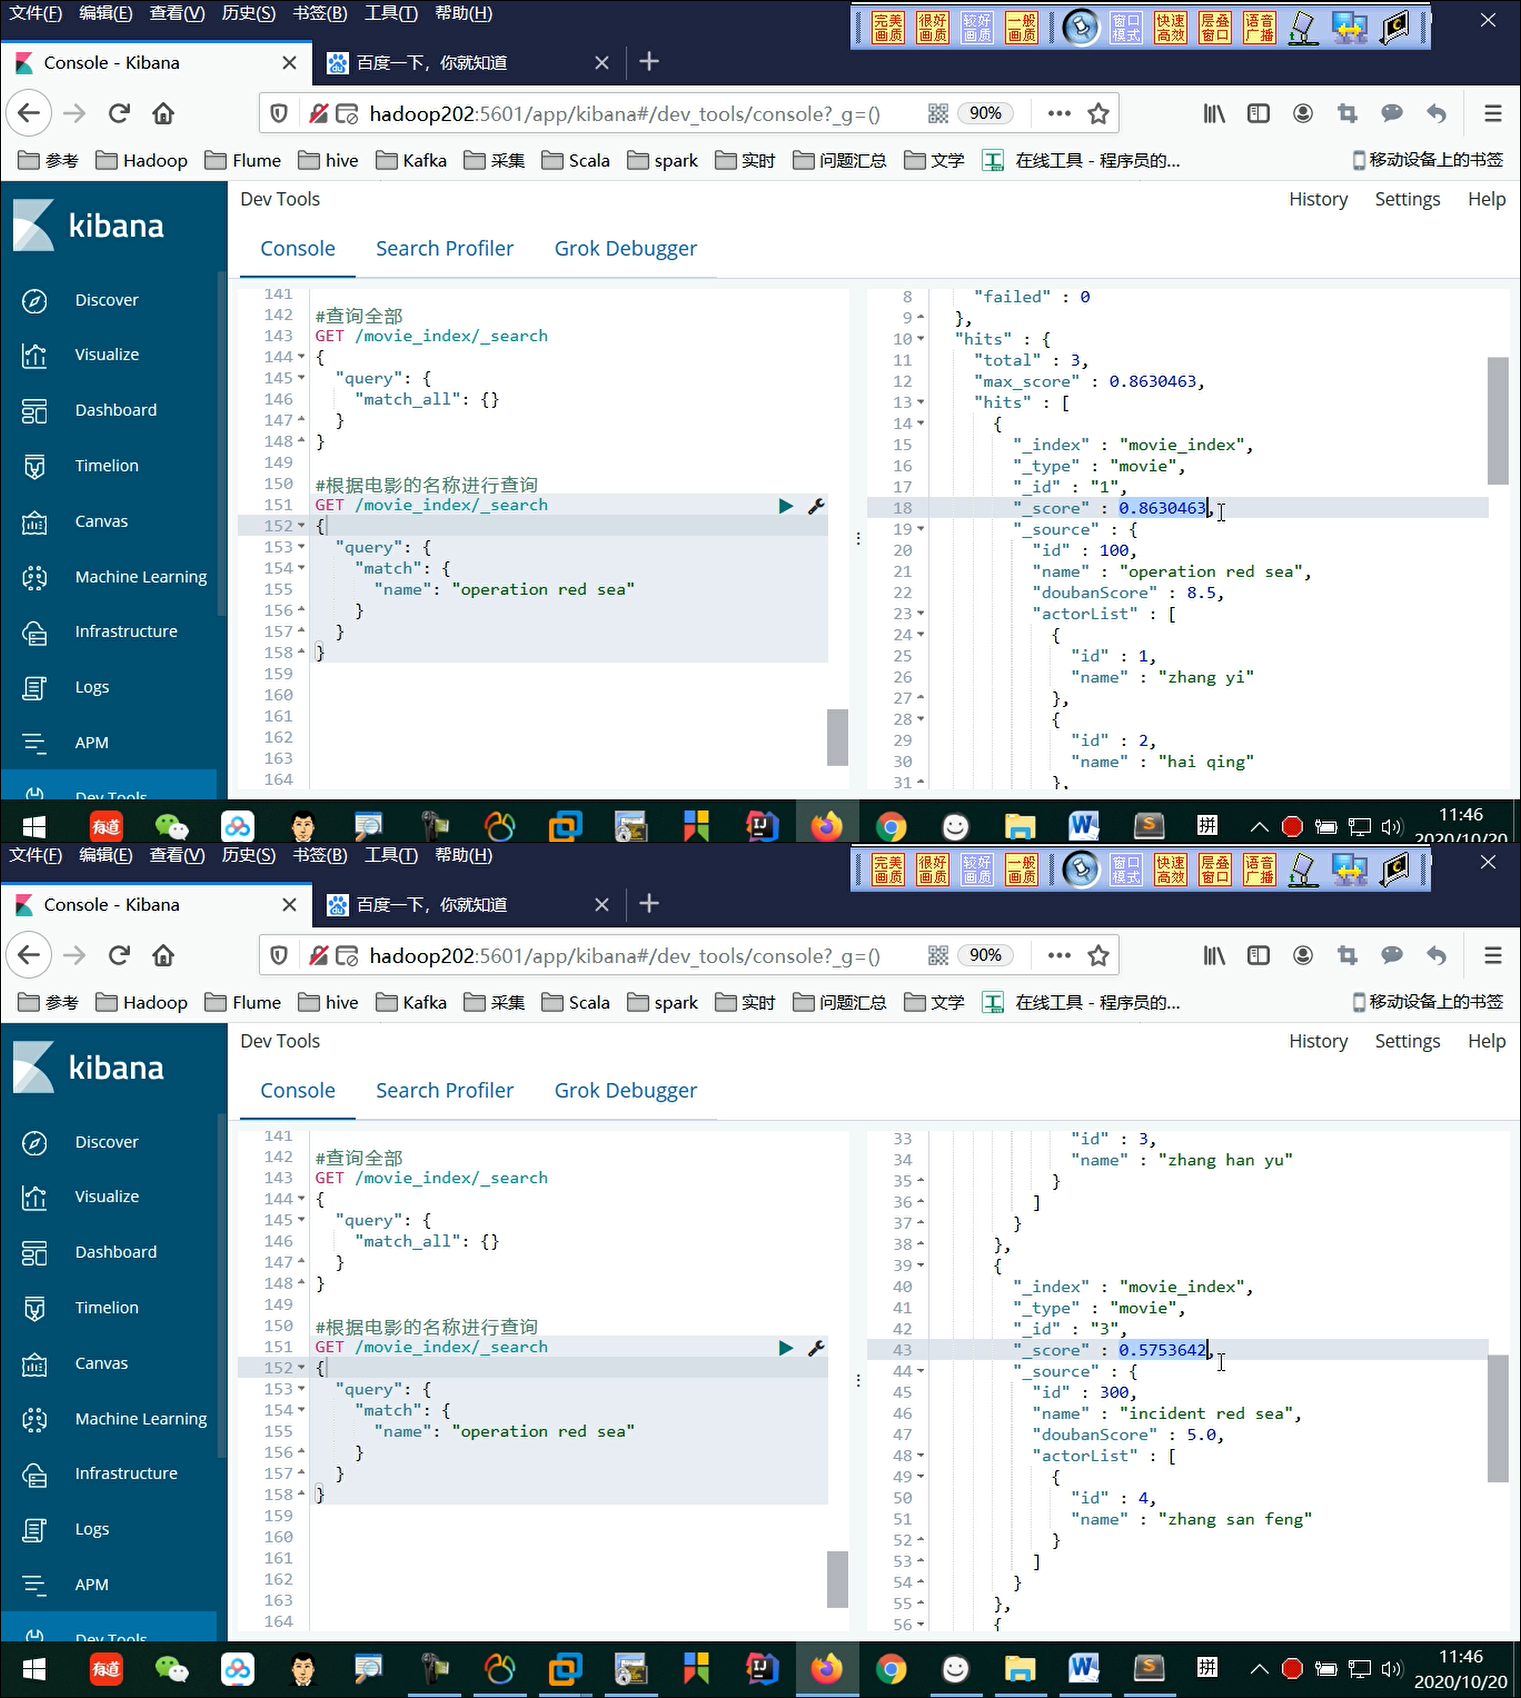 文件(F) 编辑(E) 查看(V) 历史(S) 书签(B) 工具(T) 帮助(H)
完美画质 很好画质 较好画质 一般画质 窗口模式 快速高效 层叠窗口 语音广播
Console - Kibana 百度一下，你就知道
hadoop202:5601/app/kibana#/dev_tools/console?_g=() 90%
参考 Hadoop Flume hive Kafka 采集 Scala spark 实时 问题汇总 文学 在线工具 - 程序员的... 移动设备上的书签
kibana
Discover
Visualize
Dashboard
Timelion
Canvas
Machine Learning
Infrastructure
Logs
APM
Dev Tools
Dev Tools History Settings Help
Console Search Profiler Grok Debugger
141
142 #查询全部
143 GET /movie_index/_search
144 {
145 "query": {
146 "match_all": {}
147 }
148 }
149
150 #根据电影的名称进行查询
151 GET /movie_index/_search
152 {
153 "query": {
154 "match": {
155 "name": "operation red sea"
156 }
157 }
158 }
159
160
161
162
163
164
8 "failed" : 0
9 },
10 "hits" : {
11 "total" : 3,
12 "max_score" : 0.8630463,
13 "hits" : [
14 {
15 "_index" : "movie_index",
16 "_type" : "movie",
17 "_id" : "1",
18 "_score" : 0.8630463,
19 "_source" : {
20 "id" : 100,
21 "name" : "operation red sea",
22 "doubanScore" : 8.5,
23 "actorList" : [
24 {
25 "id" : 1,
26 "name" : "zhang yi"
27 },
28 {
29 "id" : 2,
30 "name" : "hai qing"
31 },
有道 拼 11:46
2020/10/20
文件(F) 编辑(E) 查看(V) 历史(S) 书签(B) 工具(T) 帮助(H)
完美画质 很好画质 较好画质 一般画质 窗口模式 快速高效 层叠窗口 语音广播
Console - Kibana 百度一下，你就知道
hadoop202:5601/app/kibana#/dev_tools/console?_g=() 90%
参考 Hadoop Flume hive Kafka 采集 Scala spark 实时 问题汇总 文学 在线工具 - 程序员的... 移动设备上的书签
kibana
Discover
Visualize
Dashboard
Timelion
Canvas
Machine Learning
Infrastructure
Logs
APM
Dev Tools
Dev Tools History Settings Help
Console Search Profiler Grok Debugger
141
142 #查询全部
143 GET /movie_index/_search
144 {
145 "query": {
146 "match_all": {}
147 }
148 }
149
150 #根据电影的名称进行查询
151 GET /movie_index/_search
152 {
153 "query": {
154 "match": {
155 "name": "operation red sea"
156 }
157 }
158 }
159
160
161
162
163
164
33 "id" : 3,
34 "name" : "zhang han yu"
35 }
36 ]
37 }
38 },
39 {
40 "_index" : "movie_index",
41 "_type" : "movie",
42 "_id" : "3",
43 "_score" : 0.5753642,
44 "_source" : {
45 "id" : 300,
46 "name" : "incident red sea",
47 "doubanScore" : 5.0,
48 "actorList" : [
49 {
50 "id" : 4,
51 "name" : "zhang san feng"
52 }
53 ]
54 }
55 },
56 {
有道 拼 11:46
2020/10/20